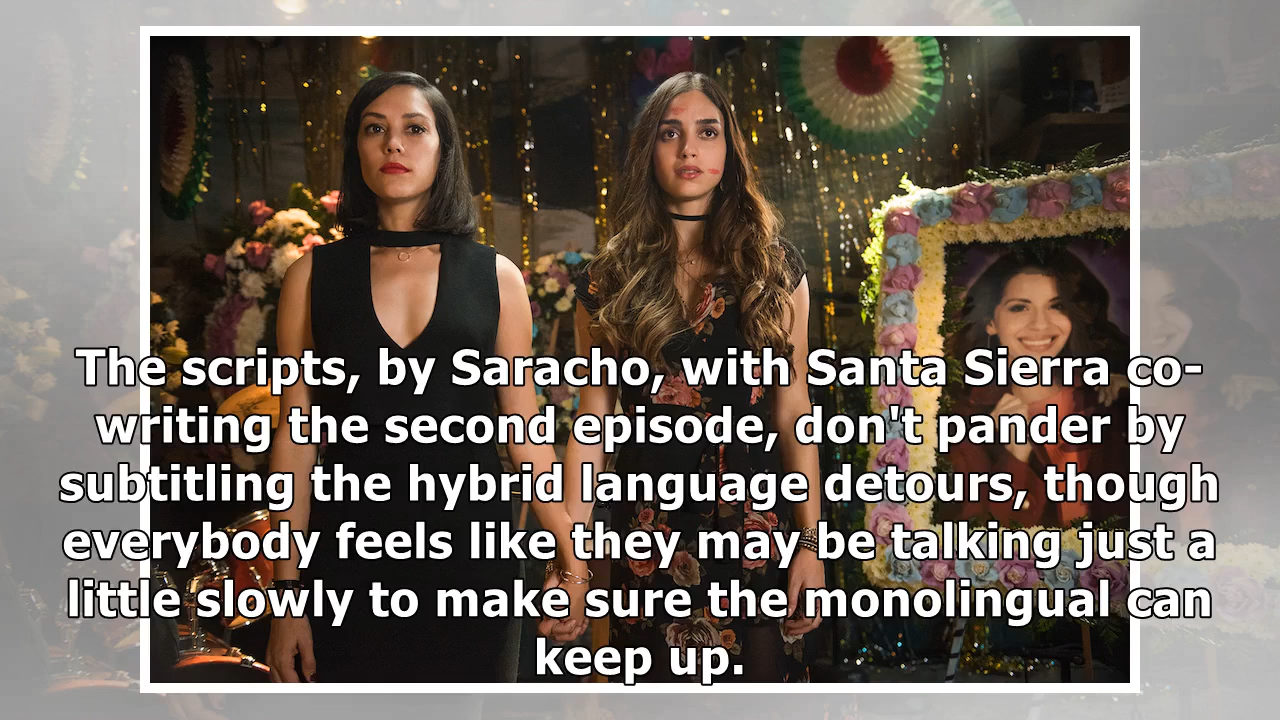 The scripts, by Saracho, with Santa Sierra co-
writing the second episode, don't pander by
subtitling the hybrid language detours, though
everybody feels like they may be talking just a
little slowly to make sure the monolingual can
keep up.